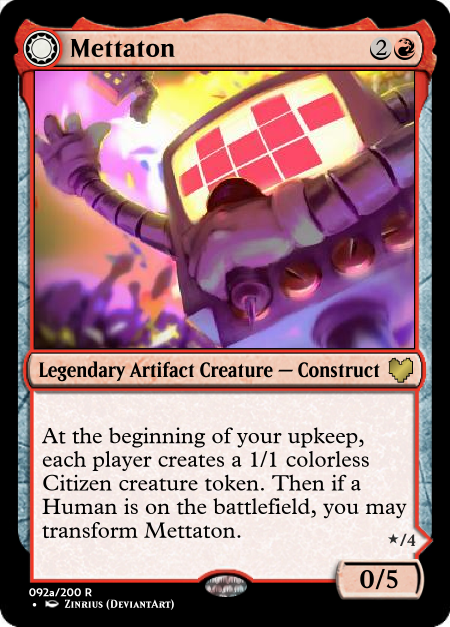 Mettaton
2
Legendary Artifact Creature — Construct
At the beginning of your upkeep,
each player creates a 1/1 colorless
Citizen creature token. Then if a
Human is on the battlefield, you may
transform Mettaton.
★/4
0/5
092a/200 R
• Zinrius (DeviantArt)